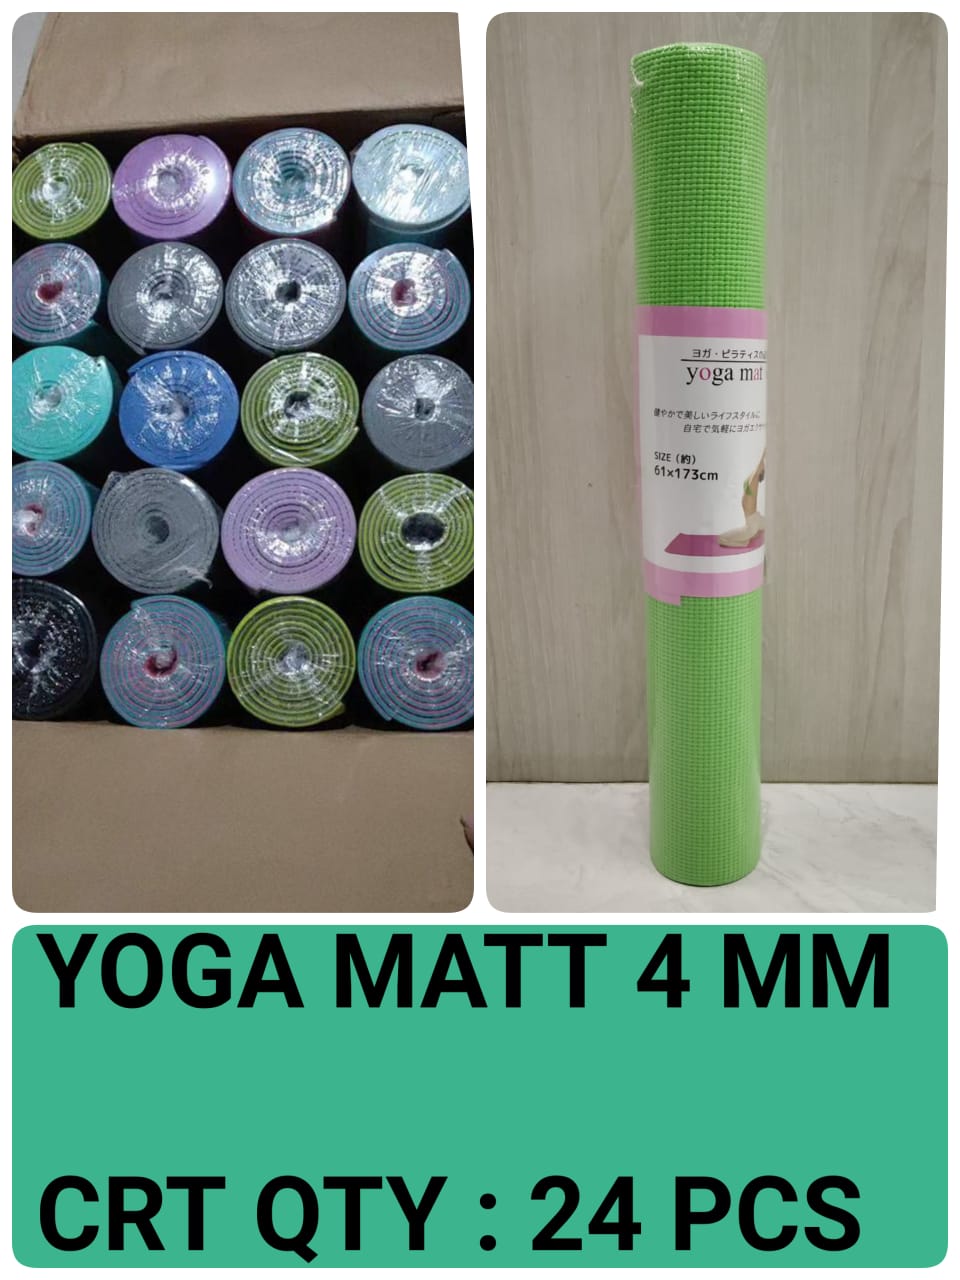 ヨガ・ピラティス
yoga mat
健やかで美しいライフスタイルに
自宅で気軽にヨガエクサ
SIZE（約）
61×173cm
YOGA MATT 4 MM
CRT QTY : 24 PCS